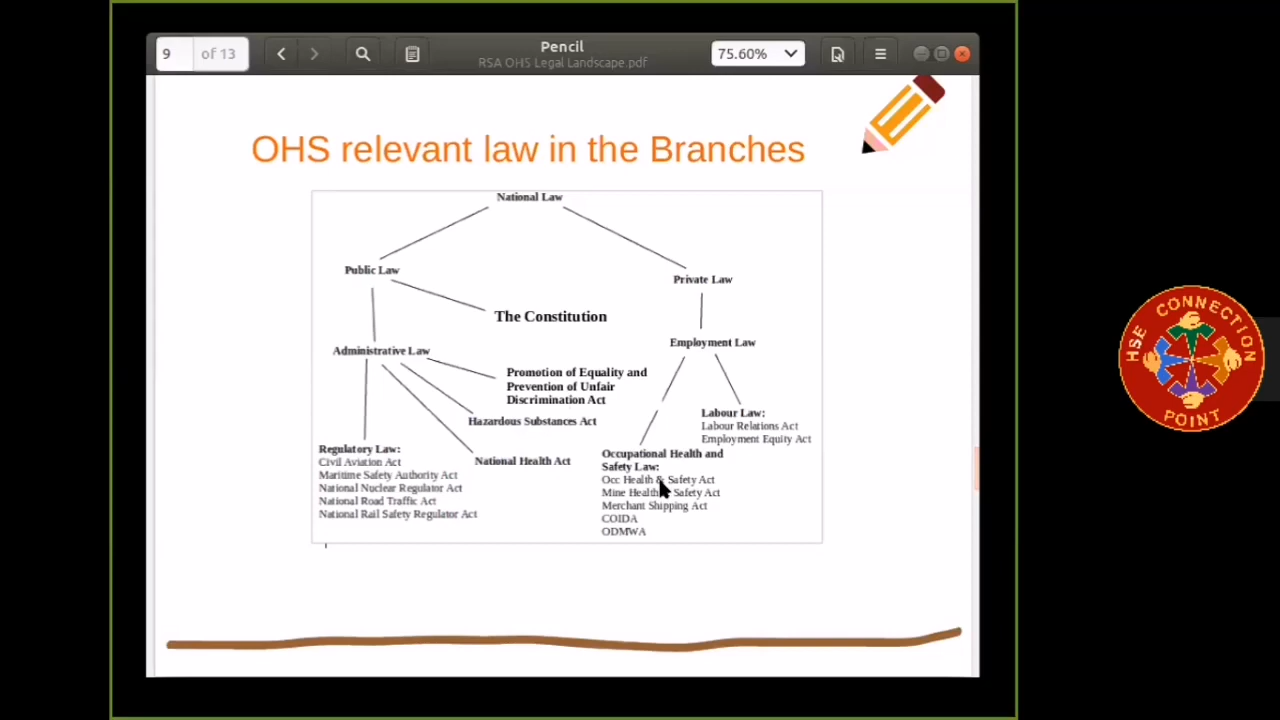 9
of 13
Pencil
RSA OHS Legal Landscape.pdf
75.60%
OHS relevant law in the Branches
National Law
Public Law
Private Law
The Constitution
Administrative Law
Employment Law
Promotion of Equality and
Prevention of Unfair
Discrimination Act
Hazardous Substances Act
National Health Act
Labour Law:
Labour Relations Act
Employment Equity Act
Regulatory Law:
Civil Aviation Act
Maritime Safety Authority Act
National Nuclear Regulator Act
National Road Traffic Act
National Rail Safety Regulator Act
Occupational Health and
Safety Law:
Occ Health & Safety Act
Mine Health & Safety Act
Merchant Shipping Act
COIDA
ODMWA
HSE CONNECTION
POINT